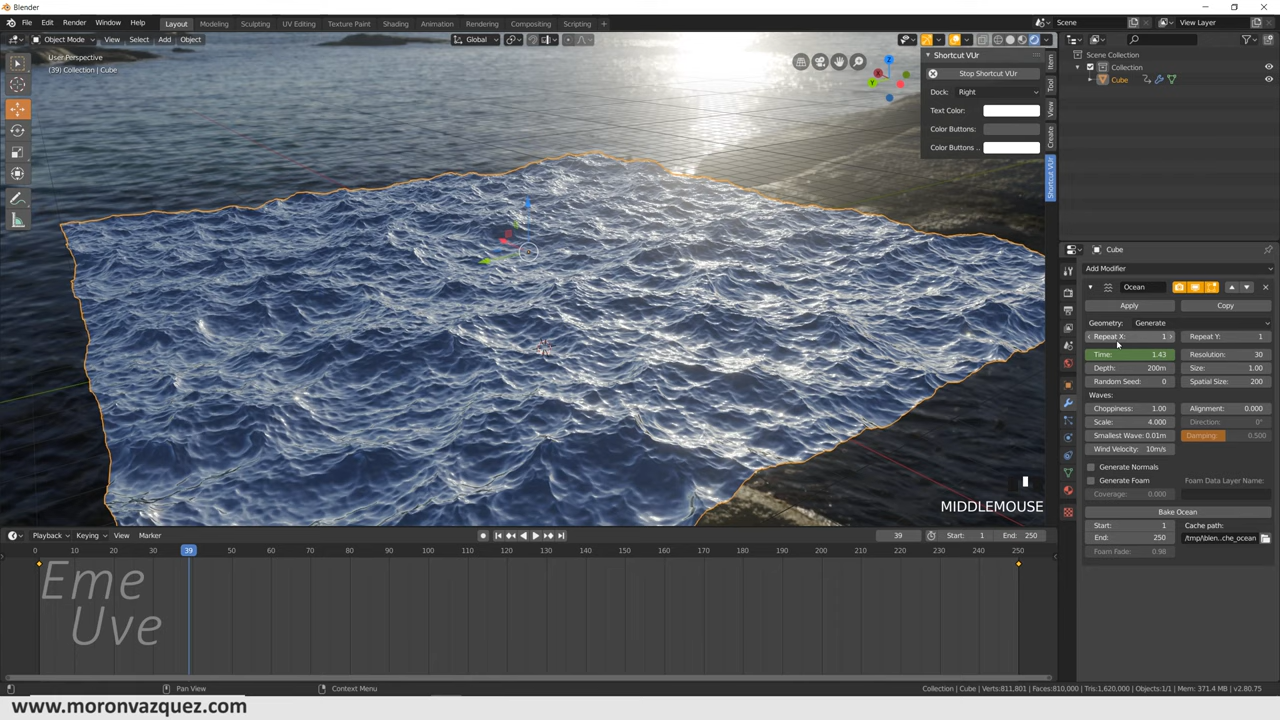 Blender
File Edit Render Window Help
Layout Modeling Sculpting UV Editing Texture Paint Shading Animation Rendering Compositing Scripting +
Scene
View Layer
Object Mode View Select Add Object
Global
User Perspective
(39) Collection | Cube
Z
X
Y
Shortcut VUr
Stop Shortcut VUr
Dock: Right
Text Color:
Color Buttons:
Color Buttons ..
Item
Tool
View
Create
Shortcut VUr
MIDDLEMOUSE
Scene Collection
Collection
Cube
Cube
Add Modifier
Ocean
Apply Copy
Geometry: Generate
Repeat X: 1 Repeat Y: 1
Time: 1.43 Resolution: 30
Depth: 200m Size: 1.00
Random Seed: 0 Spatial Size: 200
Waves:
Choppiness: 1.00 Alignment: 0.000
Scale: 4.000 Direction: 0°
Smallest Wave: 0.01m Damping: 0.500
Wind Velocity: 10m/s
Generate Normals
Generate Foam Foam Data Layer Name:
Coverage: 0.000
Bake Ocean
Start: 1 Cache path:
End: 250 /tmp\blen..che_ocean
Foam Fade: 0.98
Playback Keying View Marker
39 Start: 1 End: 250
0 10 20 30 39 50 60 70 80 90 100 110 120 130 140 150 160 170 180 190 200 210 220 230 240 250
Eme
Uve
Pan View Context Menu
Collection | Cube | Verts:811,801 | Faces:810,000 | Tris:1,620,000 | Objects:1/1 | Mem: 371.4 MB | v2.80.75
www.moronvazquez.com